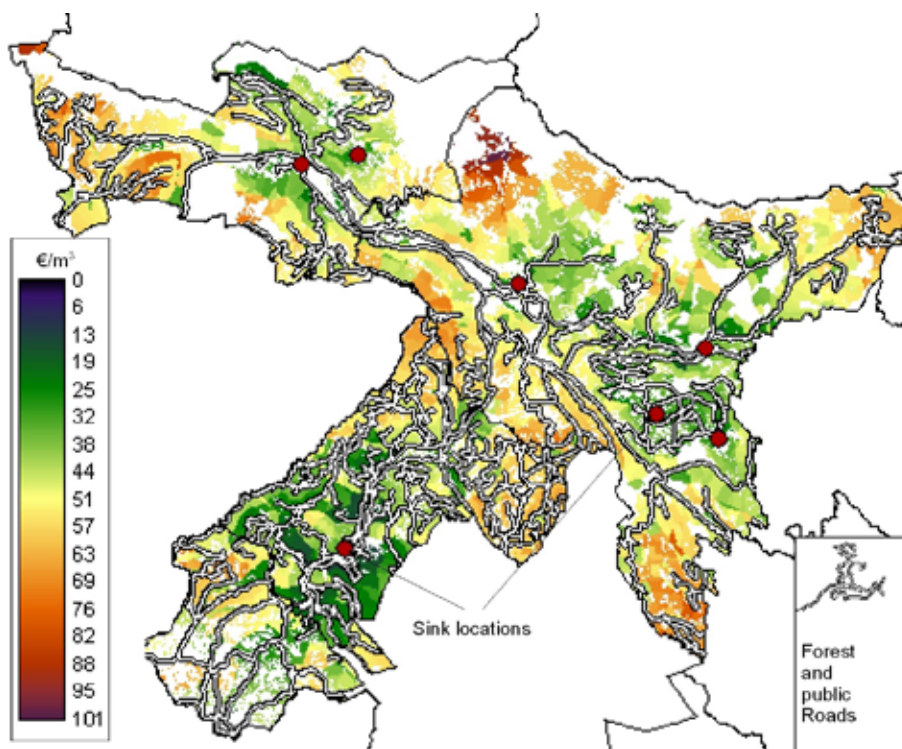 €/m³
0
6
13
19
25
32
38
44
51
57
63
69
76
82
88
95
101
Sink locations
Forest
and
public
Roads